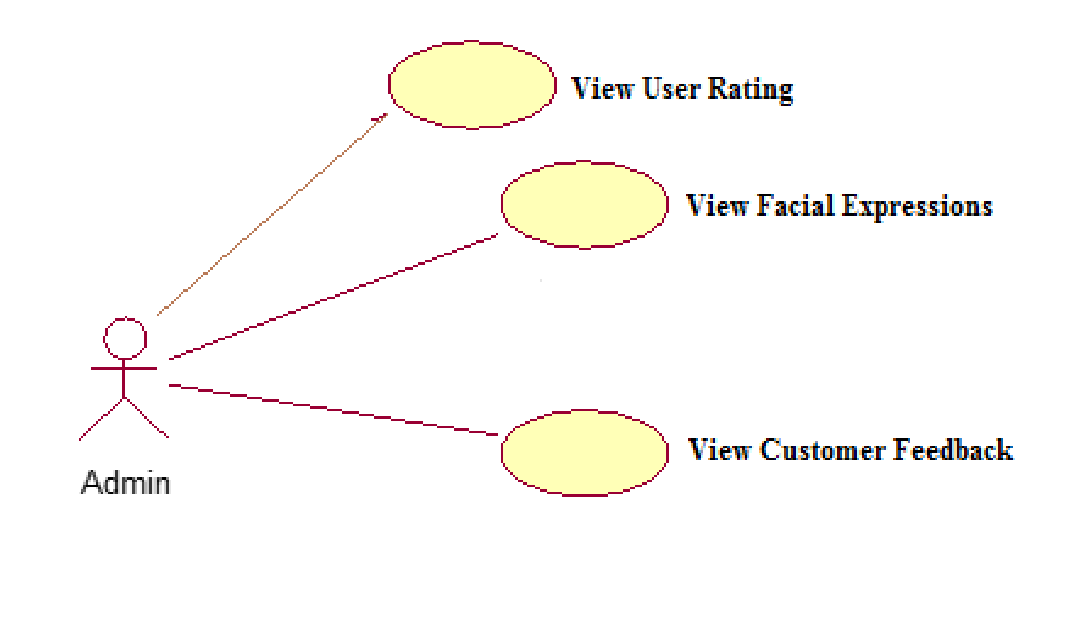 View User Rating
View Facial Expressions
View Customer Feedback
Admin